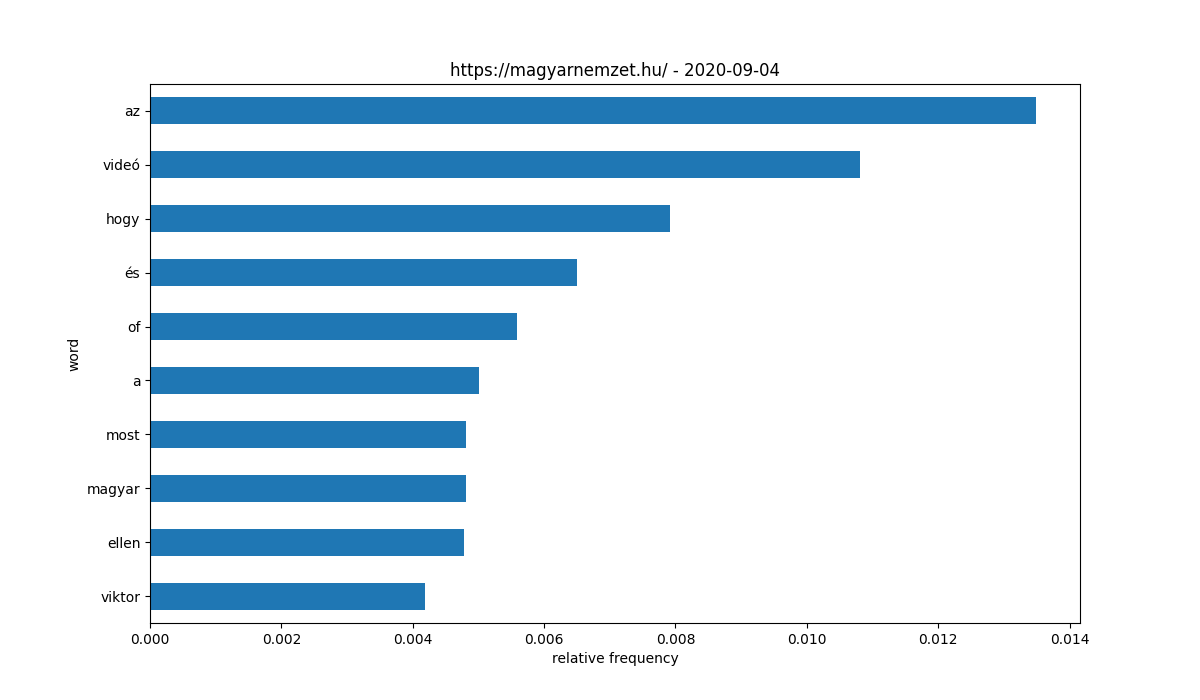 https://magyarnemzet.hu/ - 2020-09-04
az
videó
hogy
és
of
a
most
magyar
ellen
viktor
word
0.000 0.002 0.004 0.006 0.008 0.010 0.012 0.014
relative frequency